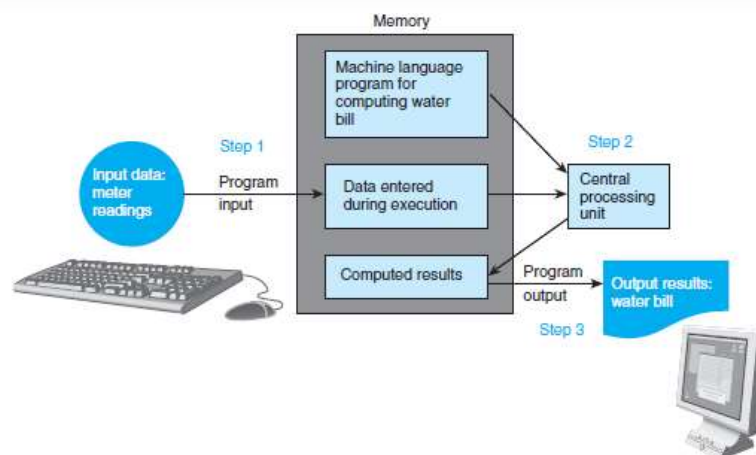 Memory
Machine language
program for
computing water
bill
Step 1
Step 2
Input data:
meter
readings
Program
input
Data entered
during execution
Central
processing
unit
Computed results
Program
output
Output results:
water bill
Step 3